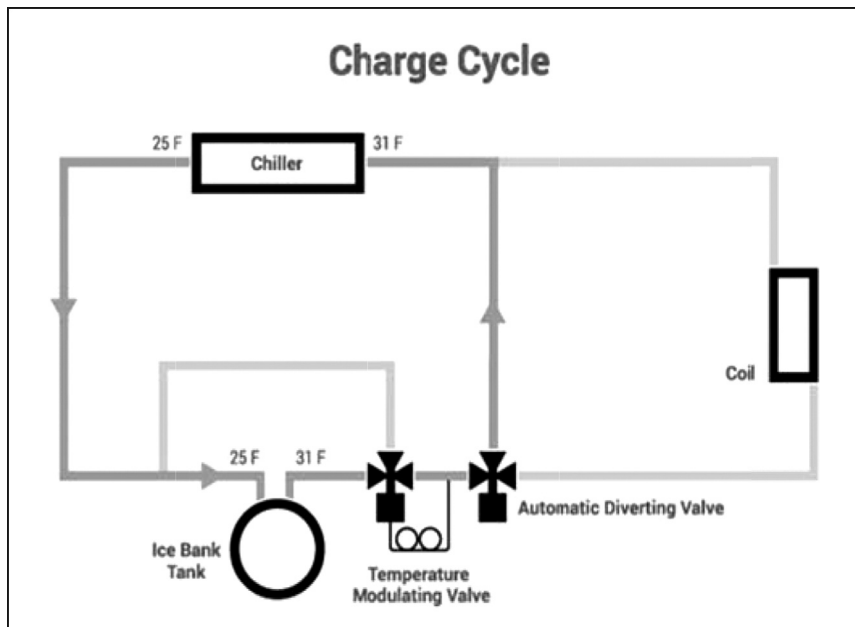 Charge Cycle
25 F
Chiller
31 F
Coil
25 F
31 F
Automatic Diverting Valve
Ice Bank
Tank
Temperature
Modulating Valve